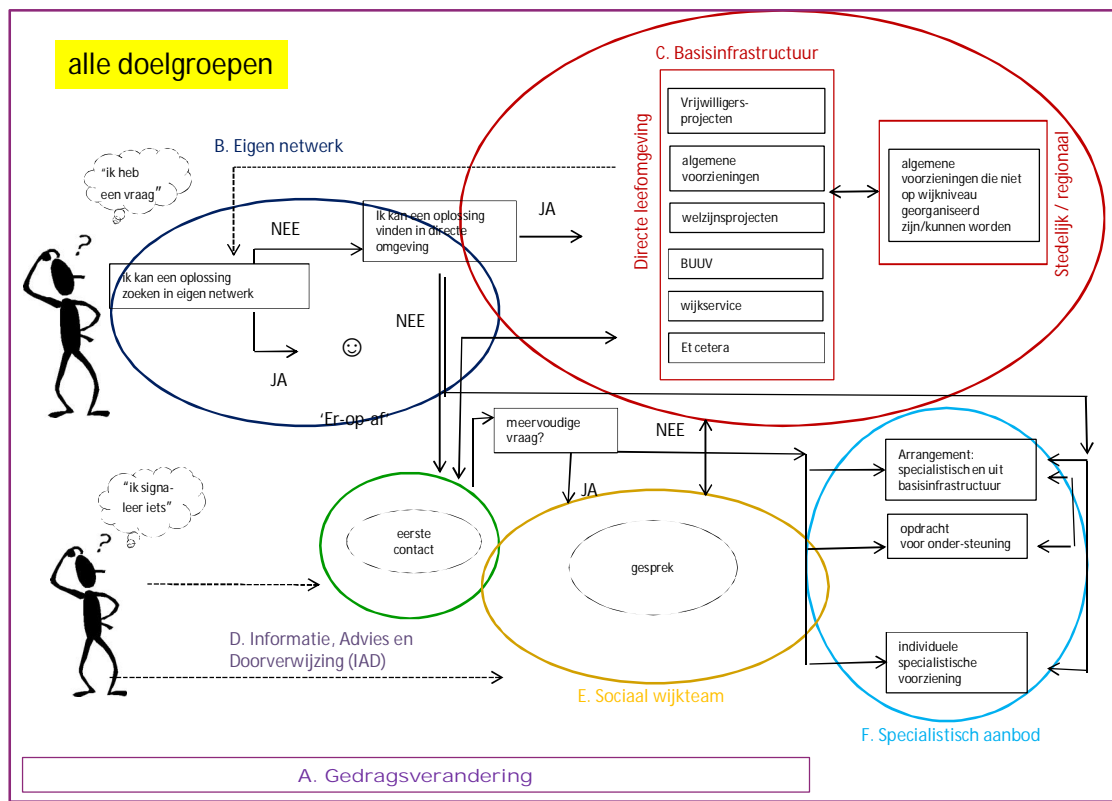 alle doelgroepen
C. Basisinfrastructuur
"ik heb
een vraag"
B. Eigen netwerk
Directe leefomgeving
Vrijwilligers-
projecten
algemene
voorzieningen
welzijnsprojecten
BUUV
wijkservice
Et cetera
algemene
voorzieningen die niet
op wijkniveau
georganiseerd
zijn/kunnen worden
Stedelijk / regionaal
?
NEE
Ik kan een oplossing
vinden in directe
omgeving
JA
ik kan een oplossing
zoeken in eigen netwerk
NEE
JA
'Er-op af'
meervoudige
vraag?
NEE
JA
"ik signa-
leer iets"
?
eerste
contact
gesprek
Arrangement:
specialistisch en uit
basisinfrastructuur
opdracht
voor onder-steuning
individuele
specialistische
voorziening
D. Informatie, Advies en
Doorverwijzing (IAD)
E. Sociaal wijkteam
F. Specialistisch aanbod
A. Gedragsverandering